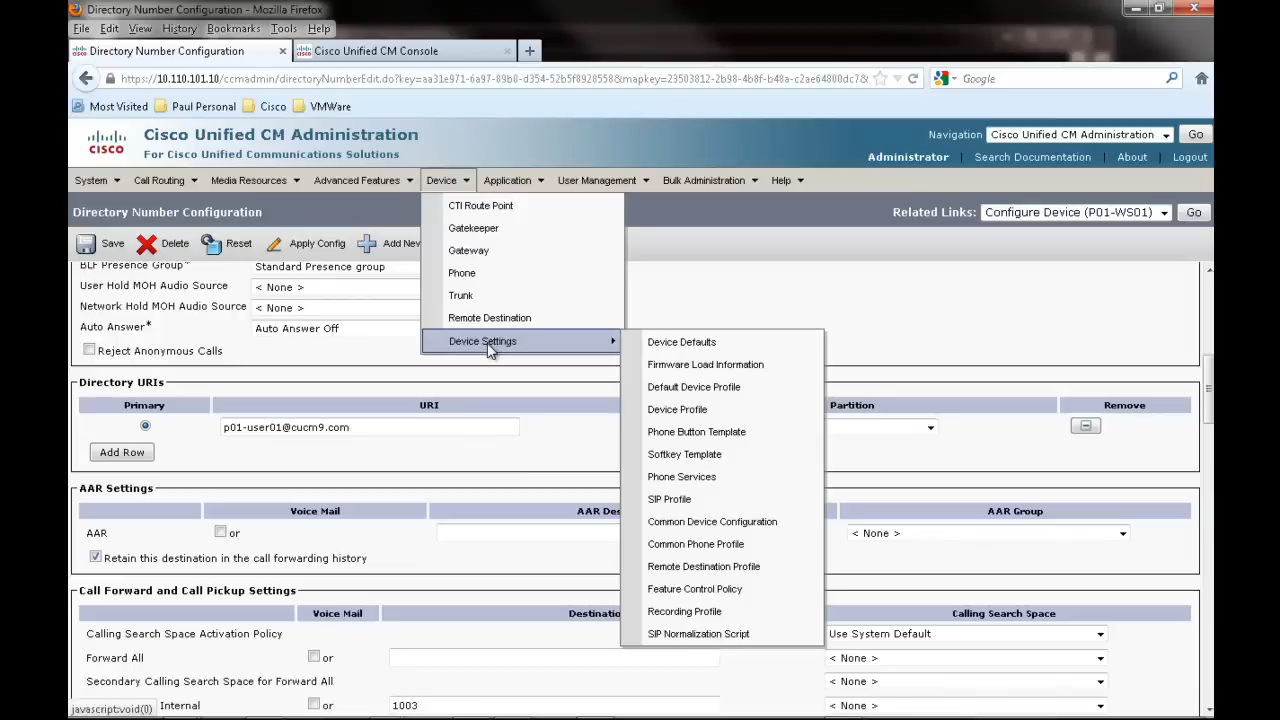 Directory Number Configuration - Mozilla Firefox
File Edit View History Bookmarks Tools Help
Directory Number Configuration × Cisco Unified CM Console × +
https://10.110.101.10/ccmadmin/directoryNumberEdit.do?key=aa31e971-6a97-89b0-d354-52b5f8928558&mapkey=23503812-2b98-4b8f-b48a-c2ae64800dc7& Google
Most Visited Paul Personal Cisco VMWare
CISCO
Cisco Unified CM Administration
For Cisco Unified Communications Solutions
Navigation Cisco Unified CM Administration Go
Administrator | Search Documentation | About | Logout
System Call Routing Media Resources Advanced Features Device Application User Management Bulk Administration Help
Directory Number Configuration
Related Links: Configure Device (P01-WS01) Go
Save Delete Reset Apply Config Add New
CTI Route Point
Gatekeeper
Gateway
Phone
Trunk
Remote Destination
Device Settings
Device Defaults
Firmware Load Information
Default Device Profile
Device Profile
Phone Button Template
Softkey Template
Phone Services
SIP Profile
Common Device Configuration
Common Phone Profile
Remote Destination Profile
Feature Control Policy
Recording Profile
SIP Normalization Script
BLF Presence Group* Standard Presence group
User Hold MOH Audio Source < None >
Network Hold MOH Audio Source < None >
Auto Answer* Auto Answer Off
Reject Anonymous Calls
Directory URIs
Primary URI Partition Remove
p01-user01@cucm9.com
Add Row
AAR Settings
Voice Mail AAR Des AAR Group
AAR or < None >
Retain this destination in the call forwarding history
Call Forward and Call Pickup Settings
Voice Mail Destination Calling Search Space
Calling Search Space Activation Policy Use System Default
Forward All or < None >
Secondary Calling Search Space for Forward All < None >
javascript:void(0) Internal or 1003 < None >